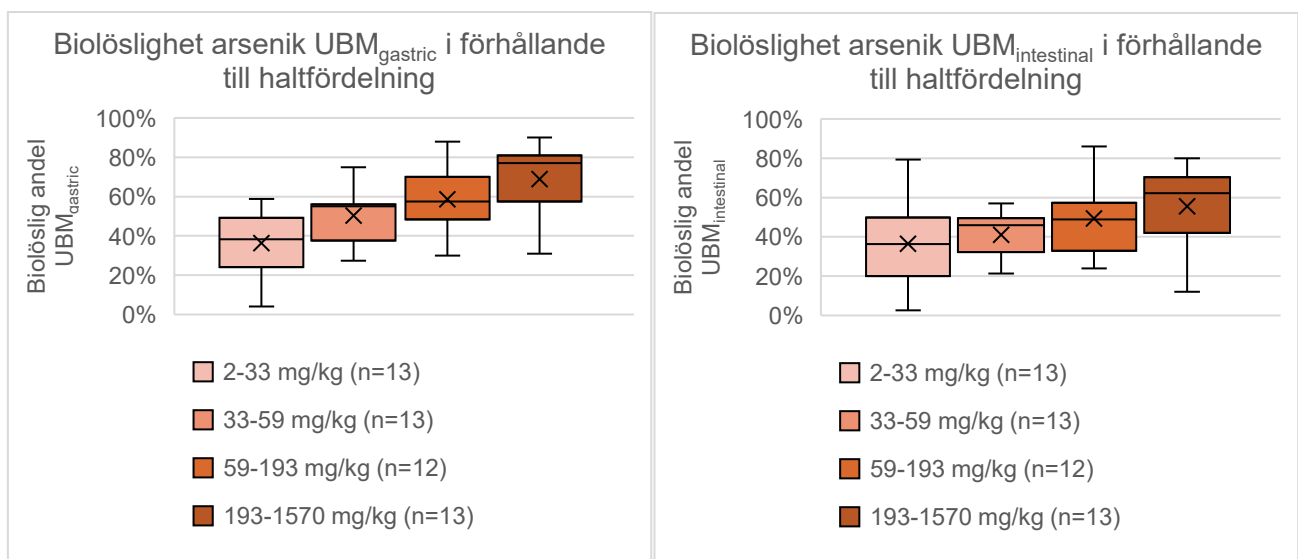 Biolöslighet arsenik UBMgastric i förhållande
till haltfördelning
Biolöslig andel
UBMgastric
100%
80%
60%
40%
20%
0%
2-33 mg/kg (n=13)
33-59 mg/kg (n=13)
59-193 mg/kg (n=12)
193-1570 mg/kg (n=13)
Biolöslighet arsenik UBMintestinal i förhållande
till haltfördelning
Biolöslig andel
UBMintestinal
100%
80%
60%
40%
20%
0%
2-33 mg/kg (n=13)
33-59 mg/kg (n=13)
59-193 mg/kg (n=12)
193-1570 mg/kg (n=13)